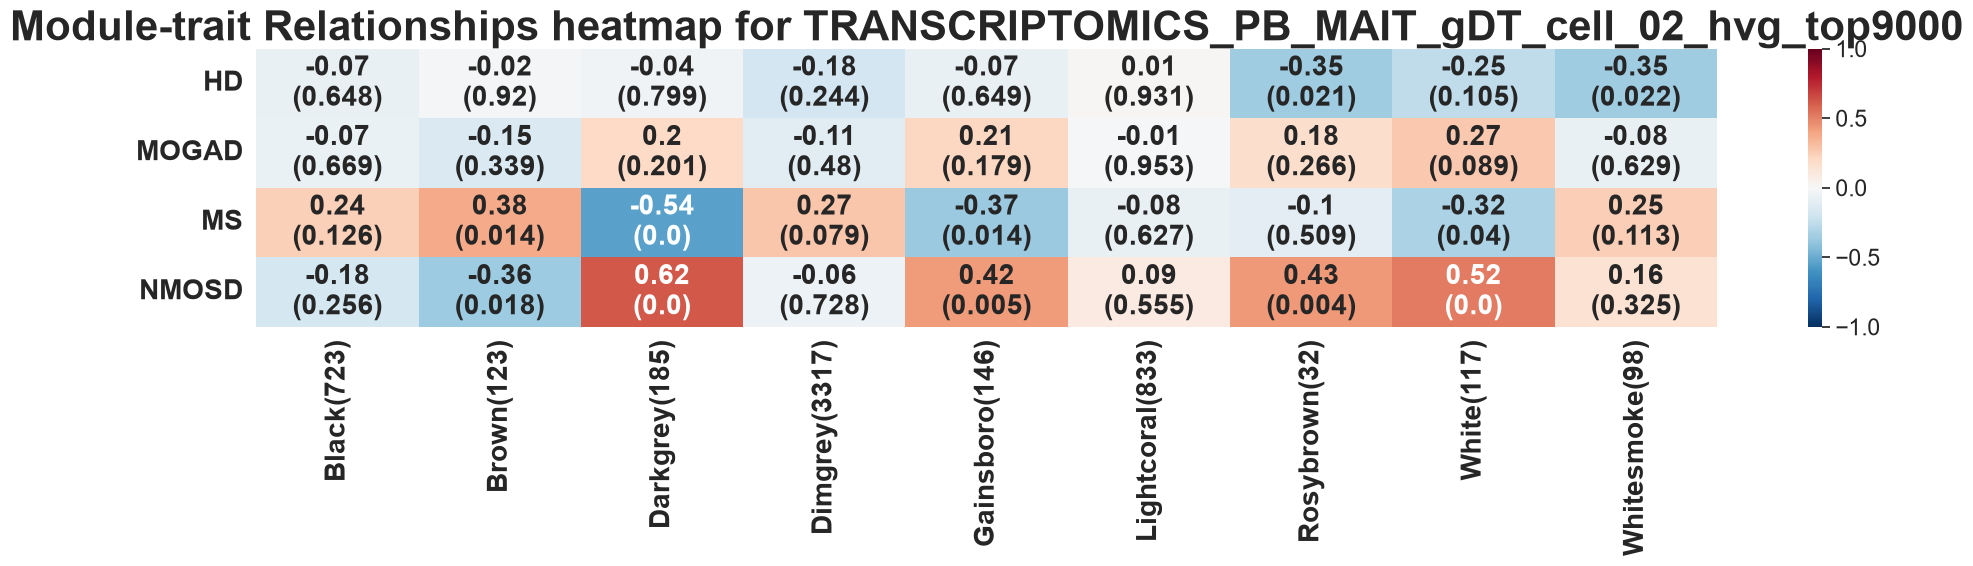 Module-trait Relationships heatmap for TRANSCRIPTOMICS_PB_MAIT_gDT_cell_02_hvg_top9000
HD
-0.07 -0.02 -0.04 -0.18 -0.07 0.01 -0.35 -0.25 -0.35
(0.648) (0.92) (0.799) (0.244) (0.649) (0.931) (0.021) (0.105) (0.022)
MOGAD
-0.07 -0.15 0.2 -0.11 0.21 -0.01 0.18 0.27 -0.08
(0.669) (0.339) (0.201) (0.48) (0.179) (0.953) (0.266) (0.089) (0.629)
MS
0.24 0.38 -0.54 0.27 -0.37 -0.08 -0.1 -0.32 0.25
(0.126) (0.014) (0.0) (0.079) (0.014) (0.627) (0.509) (0.04) (0.113)
NMOSD
-0.18 -0.36 0.62 -0.06 0.42 0.09 0.43 0.52 0.16
(0.256) (0.018) (0.0) (0.728) (0.005) (0.555) (0.004) (0.0) (0.325)
Black(723)
Brown(123)
Darkgrey(185)
Dimgrey(3317)
Gainsboro(146)
Lightcoral(833)
Rosybrown(32)
White(117)
Whitesmoke(98)
1.0
0.5
0.0
−0.5
−1.0